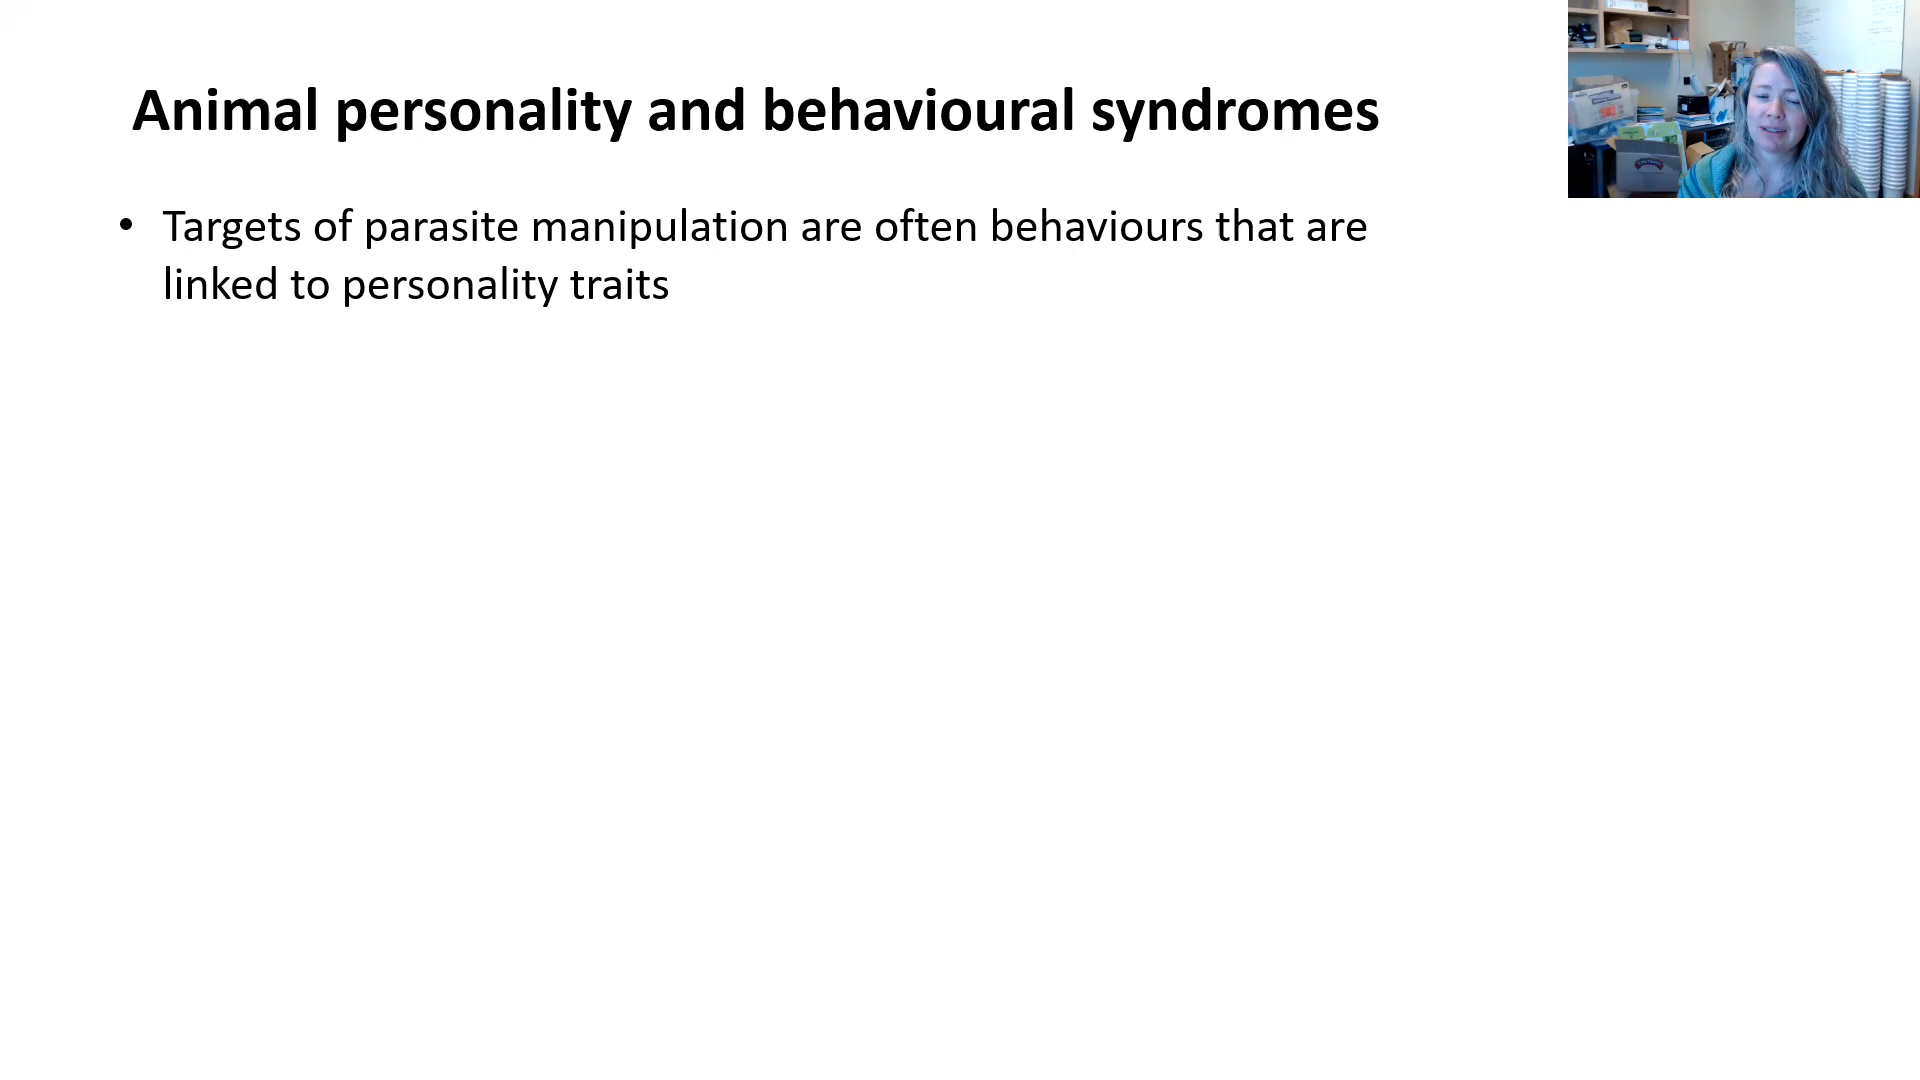 Animal personality and behavioural syndromes
• Targets of parasite manipulation are often behaviours that are
linked to personality traits